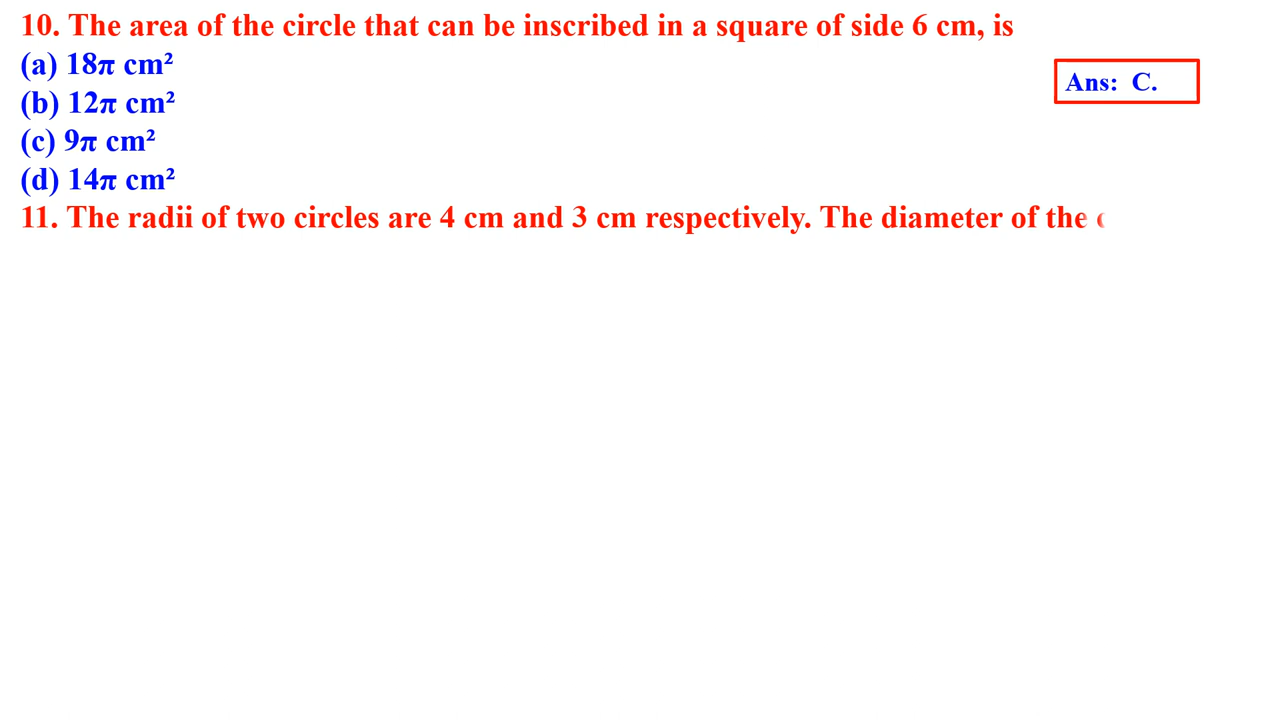 10. The area of the circle that can be inscribed in a square of side 6 cm, is
(a) 18π cm²
Ans: C.
(b) 12π cm²
(c) 9π cm²
(d) 14π cm²
11. The radii of two circles are 4 cm and 3 cm respectively. The diameter of the